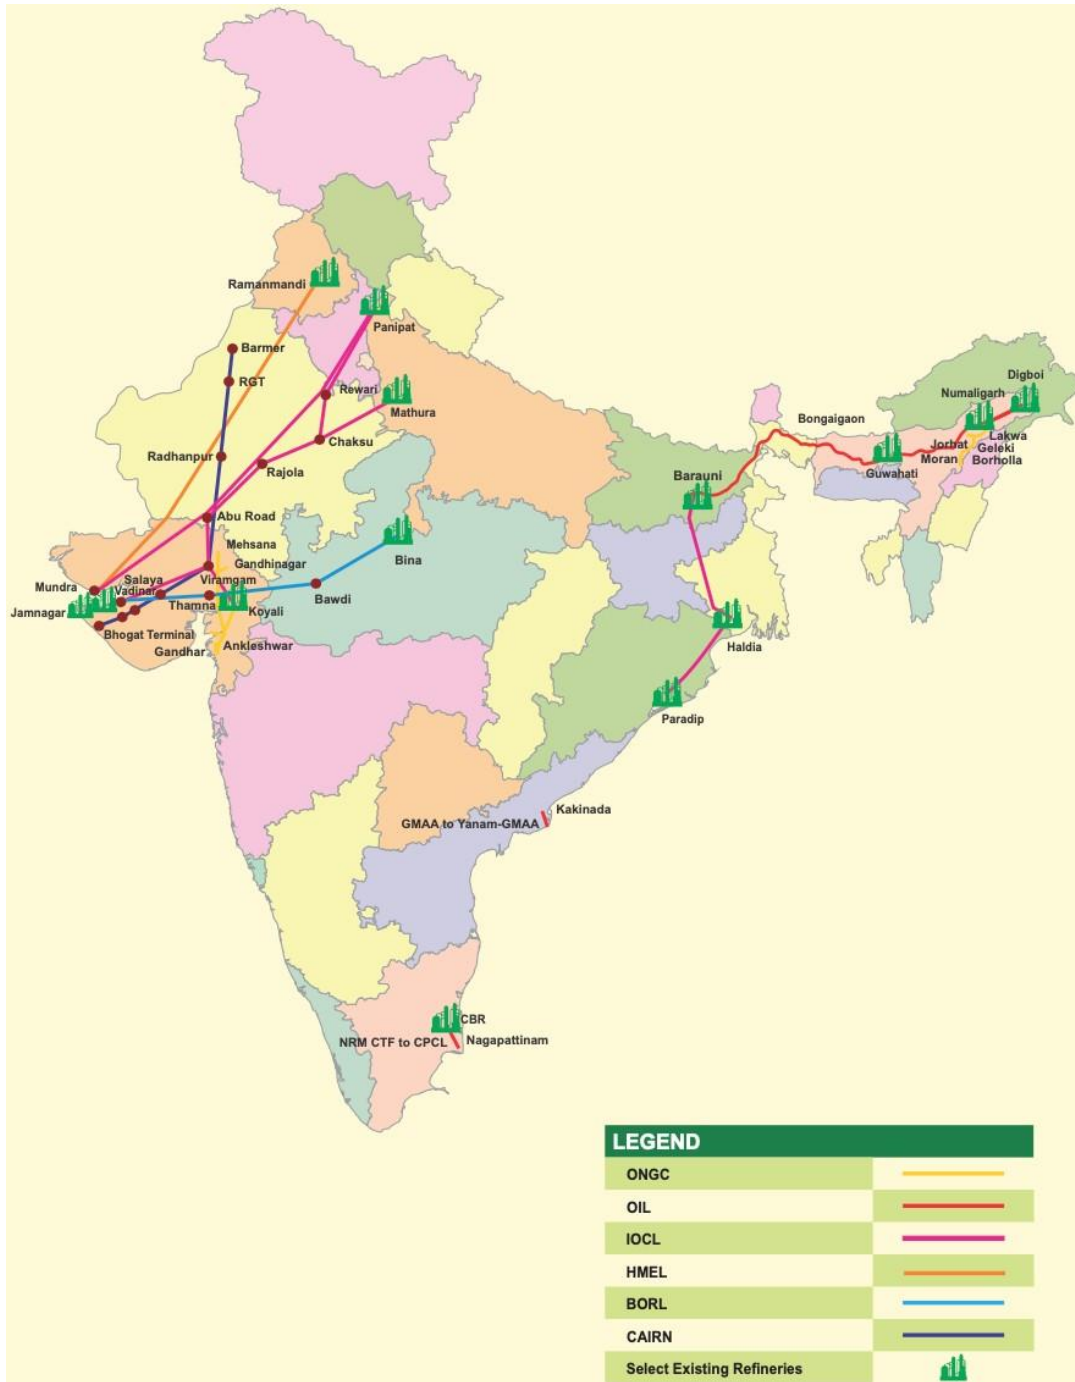 Ramanmandi
Panipat
Barmer
RGT
Rewari
Mathura
Digboi
Numaligarh
Bongaigaon
Chaksu
Radhanpur
Rajola
Jorhat
Lakwa
Moran
Geleki
Borholla
Guwahati
Barauni
Abu Road
Mehsana
Gandhinagar
Bina
Mundra
Salaya
Viramgam
Vadinar
Jamnagar
Thamna
Koyali
Bawdi
Bhogat Terminal
Gandhar
Ankleshwar
Haldia
Paradip
Kakinada
GMAA to Yanam-GMAA
CBR
NRM CTF to CPCL
Nagapattinam
LEGEND
ONGC
OIL
IOCL
HMEL
BORL
CAIRN
Select Existing Refineries